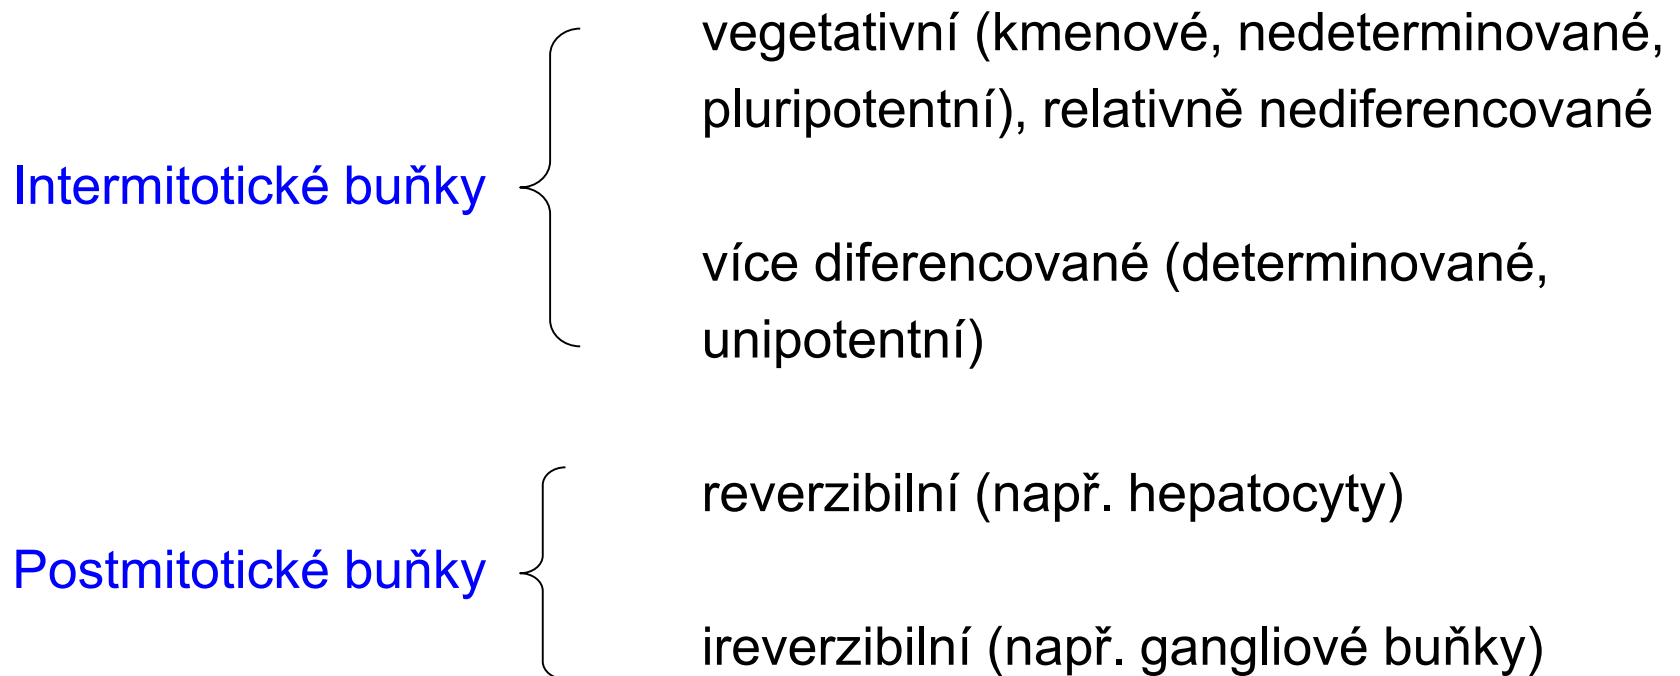 vegetativní (kmenové, nedeterminované,
pluripotentní), relativně nediferencované
Intermitotické buňky
více diferencované (determinované,
unipotentní)
reverzibilní (např. hepatocyty)
Postmitotické buňky
ireverzibilní (např. gangliové buňky)